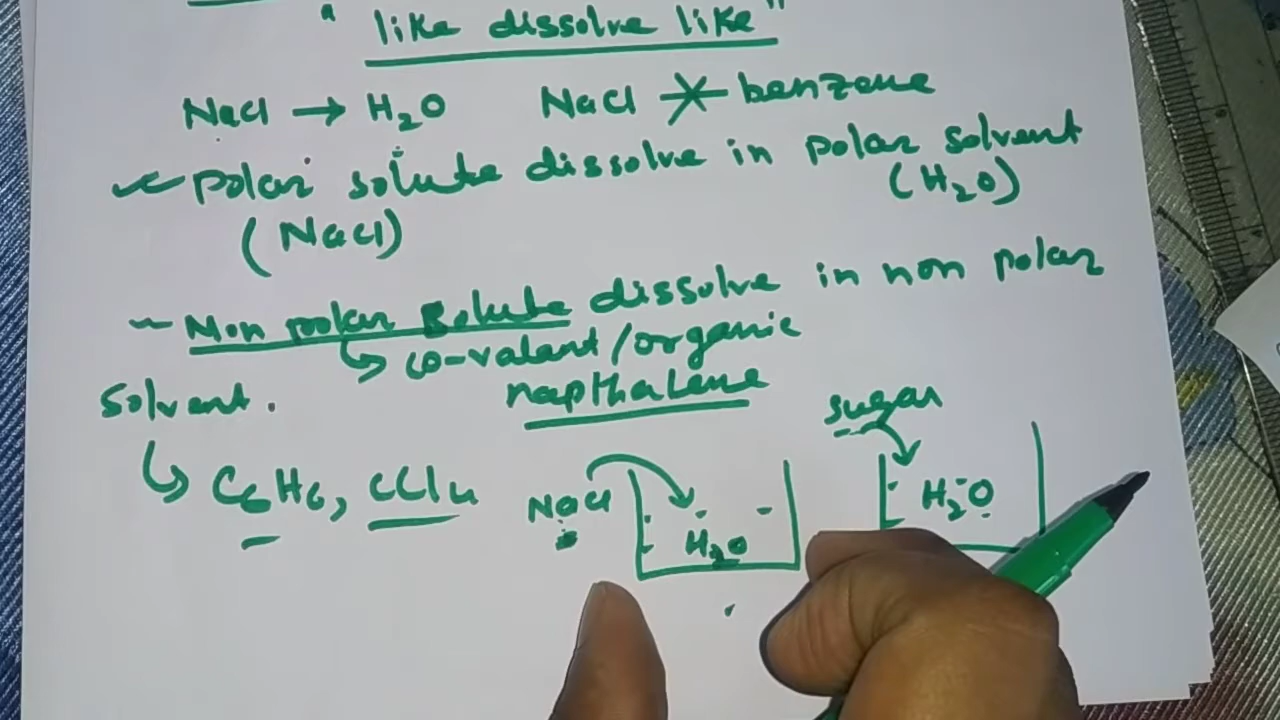 "like dissolve like"
NaCl → H₂O NaCl ✗ benzene
polar solute dissolve in polar solvent
(NaCl) (H₂O)
~ Non polar solute dissolve in non polar
↳ co-valant/organic
solvent. napthalene
sugar
↳ C₆H₆, CCl₄ NaCl H₂O H₂O